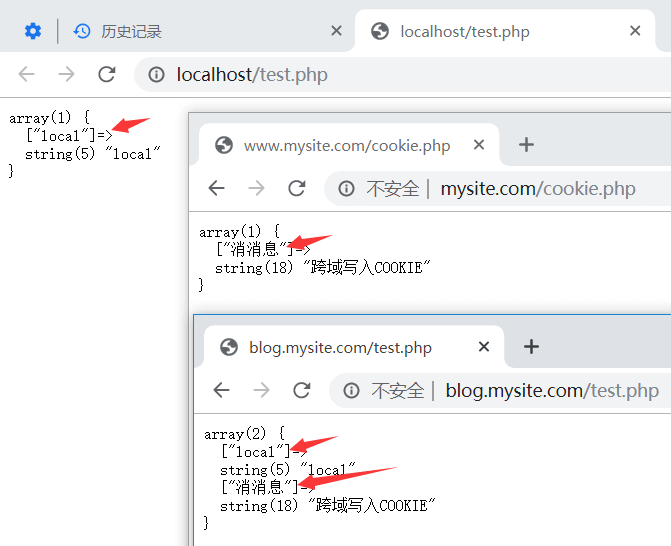 历史记录
localhost/test.php
localhost/test.php
array(1) {
["local"]=>
string(5) "local"
}
www.mysite.com/cookie.php
不安全 | mysite.com/cookie.php
array(1) {
["消消息"]=>
string(18) "跨域写入COOKIE"
}
blog.mysite.com/test.php
不安全 | blog.mysite.com/test.php
array(2) {
["local"]=>
string(5) "local"
["消消息"]=>
string(18) "跨域写入COOKIE"
}